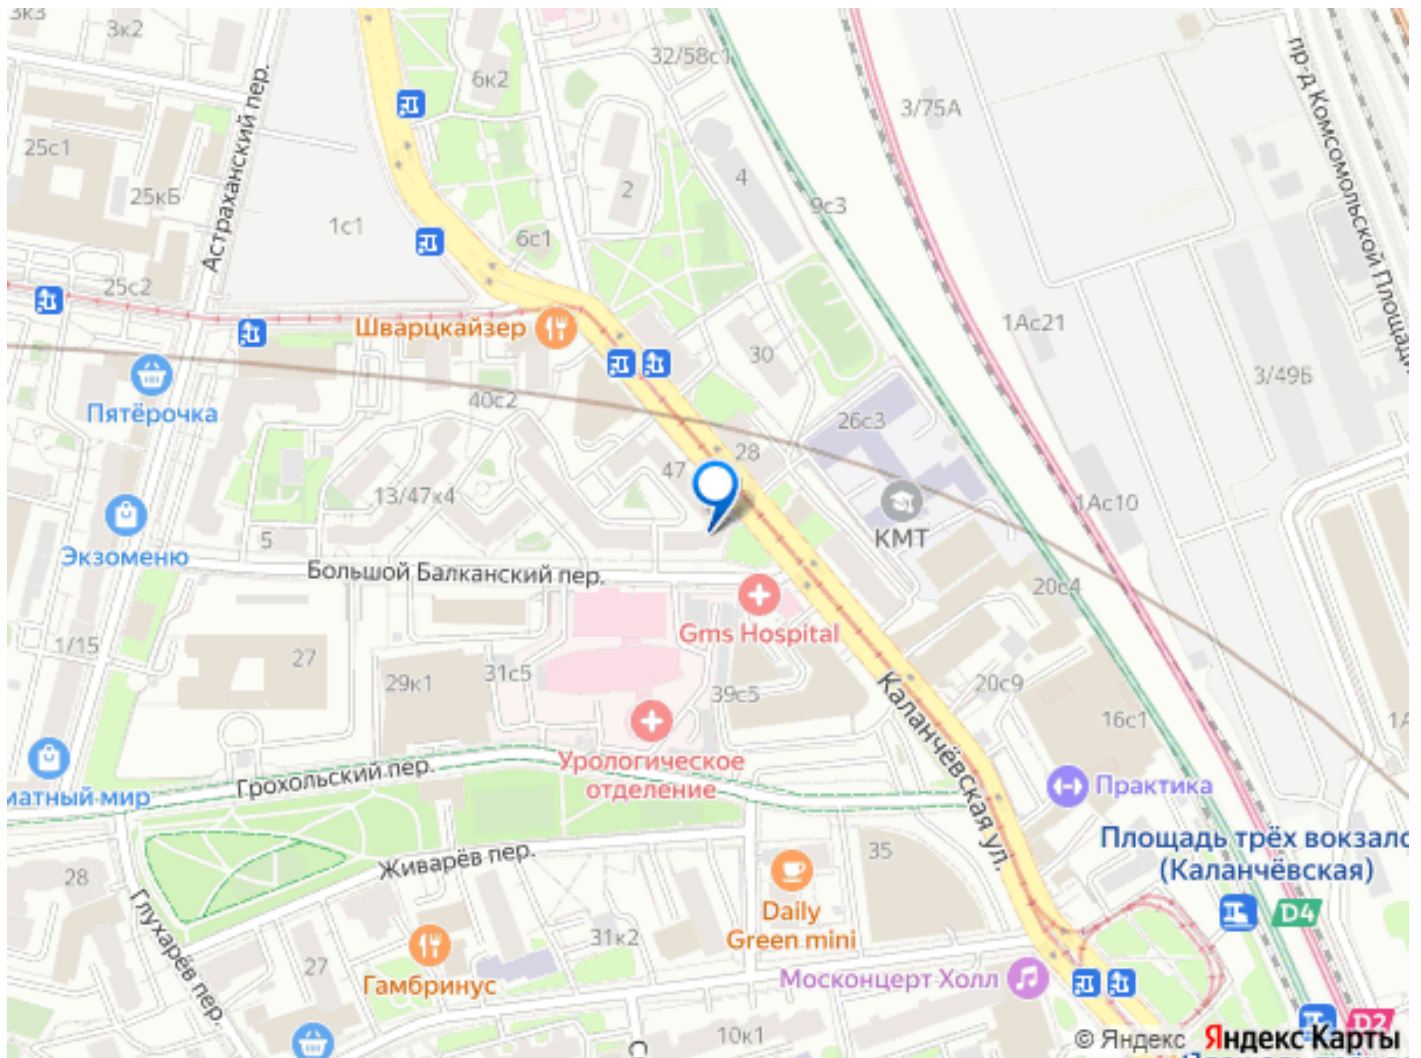 3к3
3к2
32/58с1
6к2
3/75А
пр-д Комсомольской Площади
Астраханский пер.
25с1
25кБ
2
4
9с3
1с1
6с1
25с2
1Ас21
Шварцкайзер
30
3/49Б
Пятёрочка
40с2
26с3
28
47
13/47к4
1Ас10
КМТ
Экзоменю
5
Большой Балканский пер.
20с4
Gms Hospital
1/15
27
31с5
29к1
39с5
20с9
Каланчёвская ул.
16с1
Урологическое
отделение
Грохольский пер.
матный мир
Практика
Площадь трёх вокзалс
(Каланчёвская)
35
Живарёв пер.
28
Глухарёв пер.
Daily
Green mini
D4
31к2
27
Гамбринус
Москонцерт Холл
10к1
D2
© Яндекс Яндекс Карты